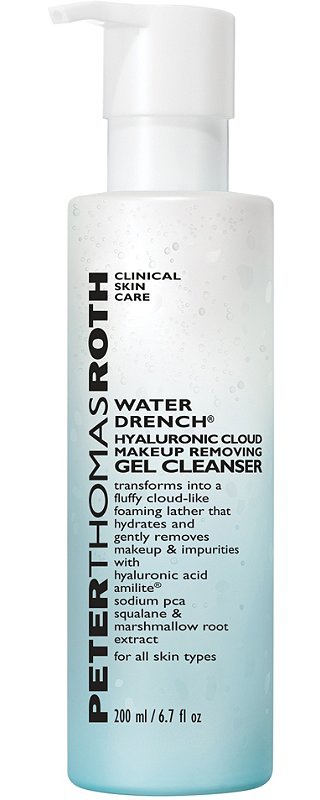 PETERTHOMASROTH
CLINICAL
SKIN
CARE
WATER
DRENCH®
HYALURONIC CLOUD
MAKEUP REMOVING
GEL CLEANSER
transforms into a
fluffy cloud-like
foaming lather that
hydrates and
gently removes
makeup & impurities
with
hyaluronic acid
amilite®
sodium pca
squalane &
marshmallow root
extract
for all skin types
200 ml / 6.7 fl oz